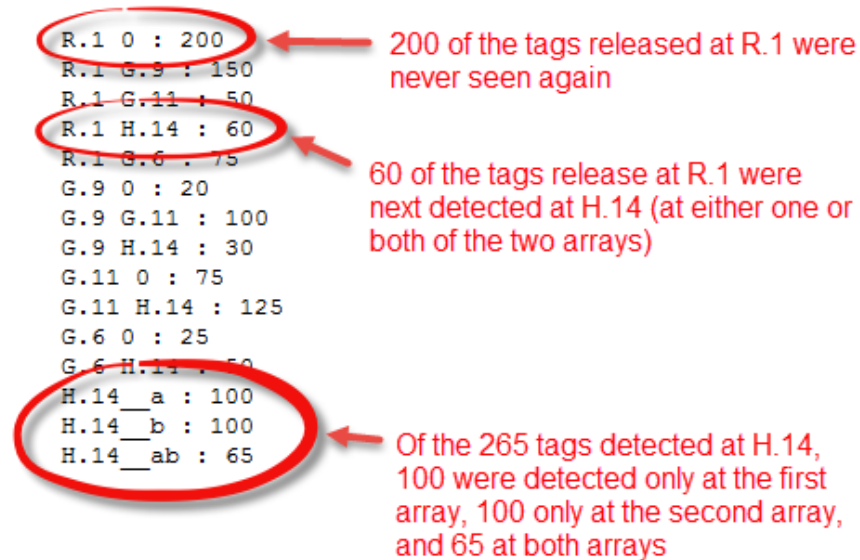 R.1 0 : 200
R.1 G.9 : 150
R.1 G.11 : 50
R.1 H.14 : 60
R.1 G.6 : 75
G.9 0 : 20
G.9 G.11 : 100
G.9 H.14 : 30
G.11 0 : 75
G.11 H.14 : 125
G.6 0 : 25
G.6 H.14 : 50
H.14__a : 100
H.14__b : 100
H.14__ab : 65
200 of the tags released at R.1 were
never seen again
60 of the tags release at R.1 were
next detected at H.14 (at either one or
both of the two arrays)
Of the 265 tags detected at H.14,
100 were detected only at the first
array, 100 only at the second array,
and 65 at both arrays